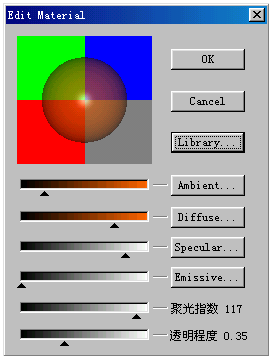 Edit Material
OK
Cancel
Library...
Ambient...
Diffuse...
Specular...
Emissive...
聚光指数 117
透明程度 0.35